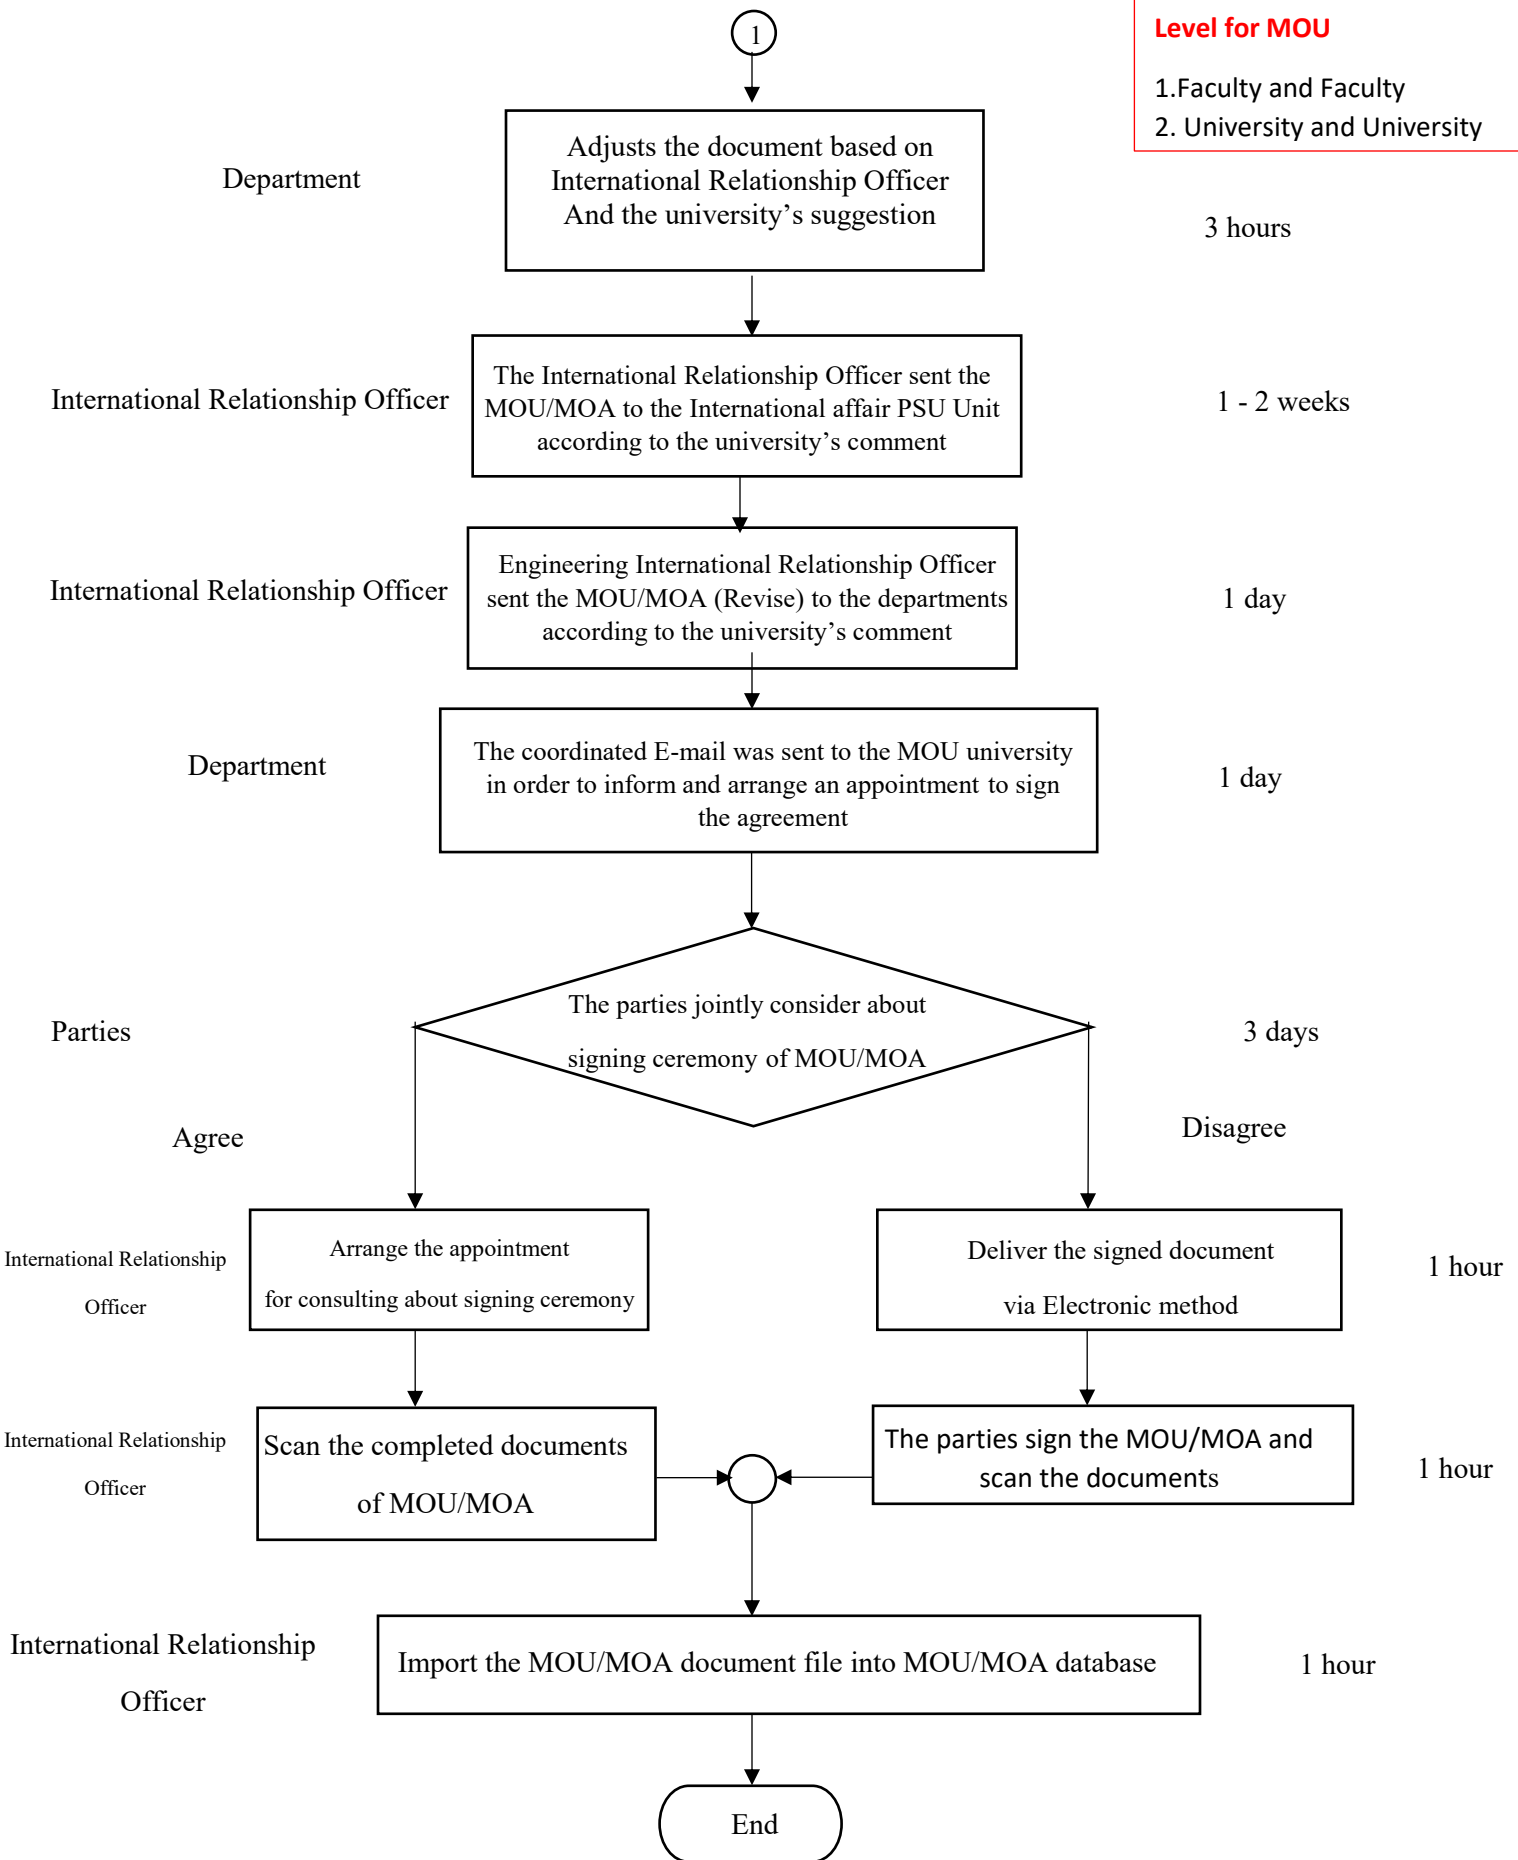 1
Level for MOU
1.Faculty and Faculty
2. University and University
Department
Adjusts the document based on
International Relationship Officer
And the university’s suggestion
3 hours
International Relationship Officer
The International Relationship Officer sent the
MOU/MOA to the International affair PSU Unit
according to the university’s comment
1 - 2 weeks
International Relationship Officer
Engineering International Relationship Officer
sent the MOU/MOA (Revise) to the departments
according to the university’s comment
1 day
Department
The coordinated E-mail was sent to the MOU university
in order to inform and arrange an appointment to sign
the agreement
1 day
Parties
The parties jointly consider about
signing ceremony of MOU/MOA
3 days
Agree
Disagree
International Relationship
Officer
Arrange the appointment
for consulting about signing ceremony
Deliver the signed document
via Electronic method
1 hour
International Relationship
Officer
Scan the completed documents
of MOU/MOA
The parties sign the MOU/MOA and
scan the documents
1 hour
International Relationship
Officer
Import the MOU/MOA document file into MOU/MOA database
1 hour
End